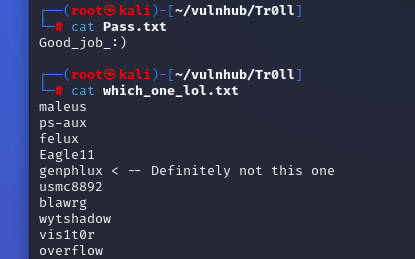 ┌──(root㉿kali)-[~/vulnhub/Tr0ll]
└─# cat Pass.txt
Good_job_:)
┌──(root㉿kali)-[~/vulnhub/Tr0ll]
└─# cat which_one_lol.txt
maleus
ps-aux
felux
Eagle11
genphlux < -- Definitely not this one
usmc8892
blawrg
wytshadow
vis1t0r
overflow